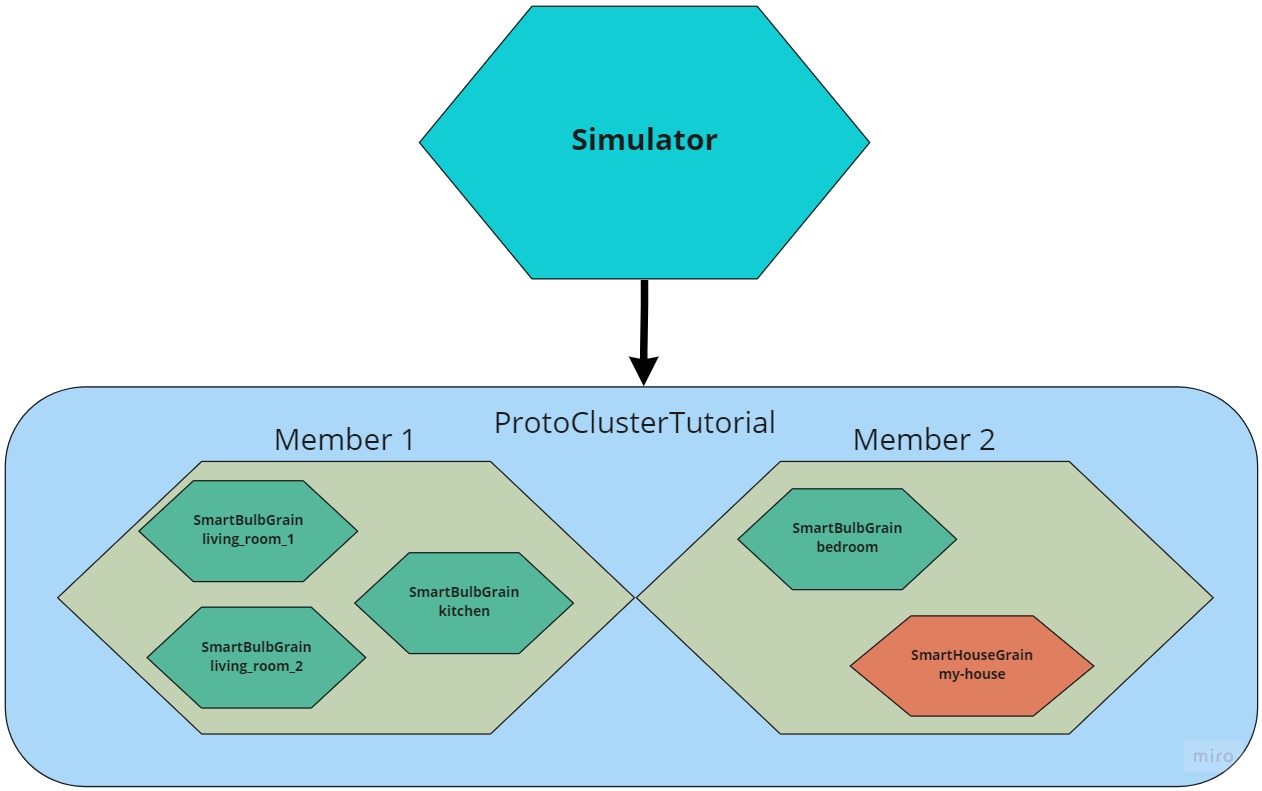 Simulator
ProtoClusterTutorial
Member 1
Member 2
SmartBulbGrain
living_room_1
SmartBulbGrain
kitchen
SmartBulbGrain
living_room_2
SmartBulbGrain
bedroom
SmartHouseGrain
my-house
miro